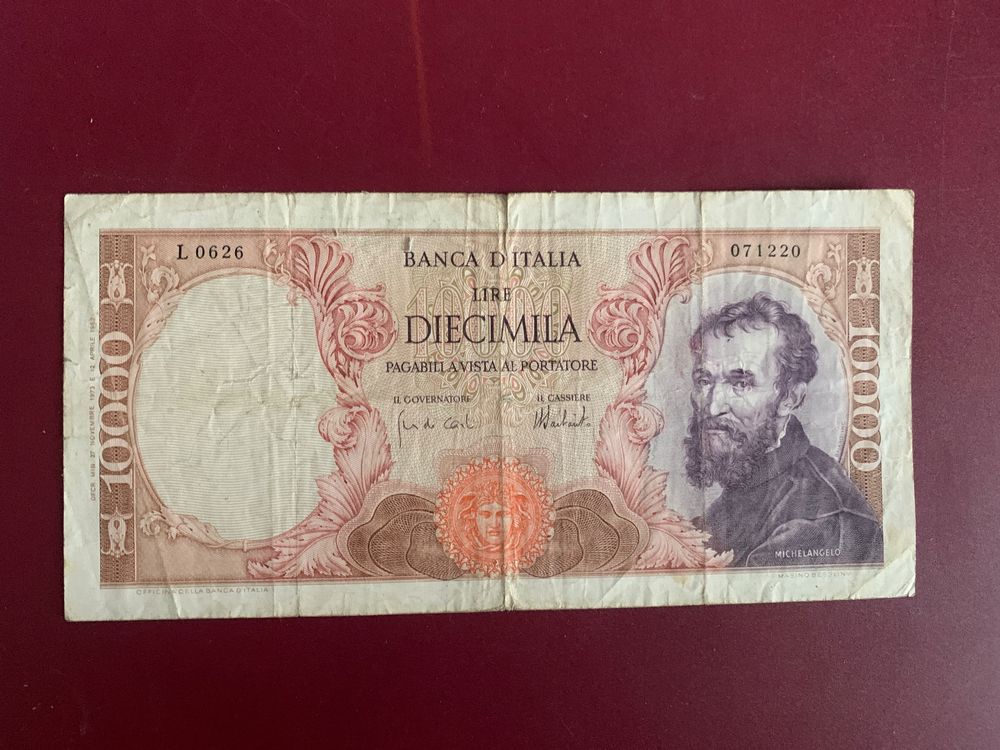 L 0626
071220
BANCA D'ITALIA
LIRE
10000
DIECIMILA
PAGABILI A VISTA AL PORTATORE
IL GOVERNATORE
IL CASSIERE
10000
10000
MICHELANGELO
OFFICINA DELLA BANCA D'ITALIA